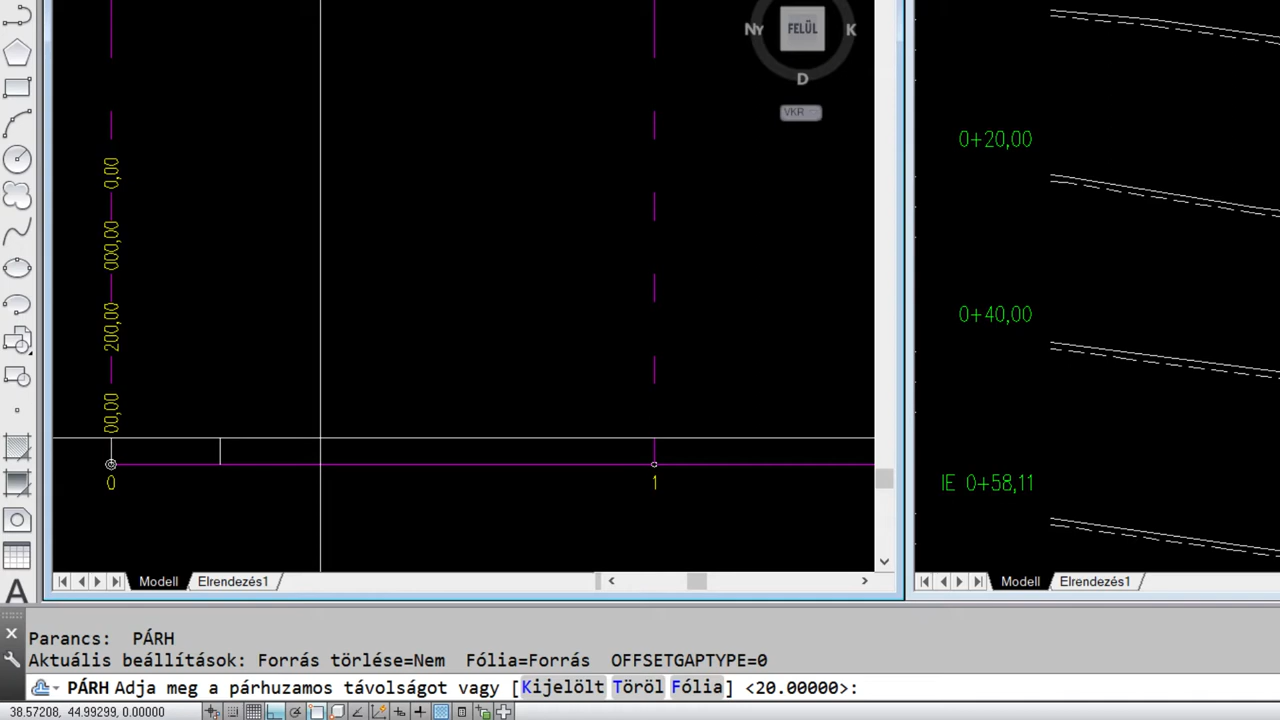 FELÜL
NY
K
D
VKR
0,00
000,00
200,00
00,00
0
1
0+20,00
0+40,00
IE 0+58,11
Modell Elrendezés1
Modell Elrendezés1
Parancs: PÁRH
Aktuális beállítások: Forrás törlése=Nem Fólia=Forrás OFFSETGAPTYPE=0
PÁRH Adja meg a párhuzamos távolságot vagy [Kijelölt Töröl Fólia] <20.00000>:
38.57208, 44.99299, 0.00000